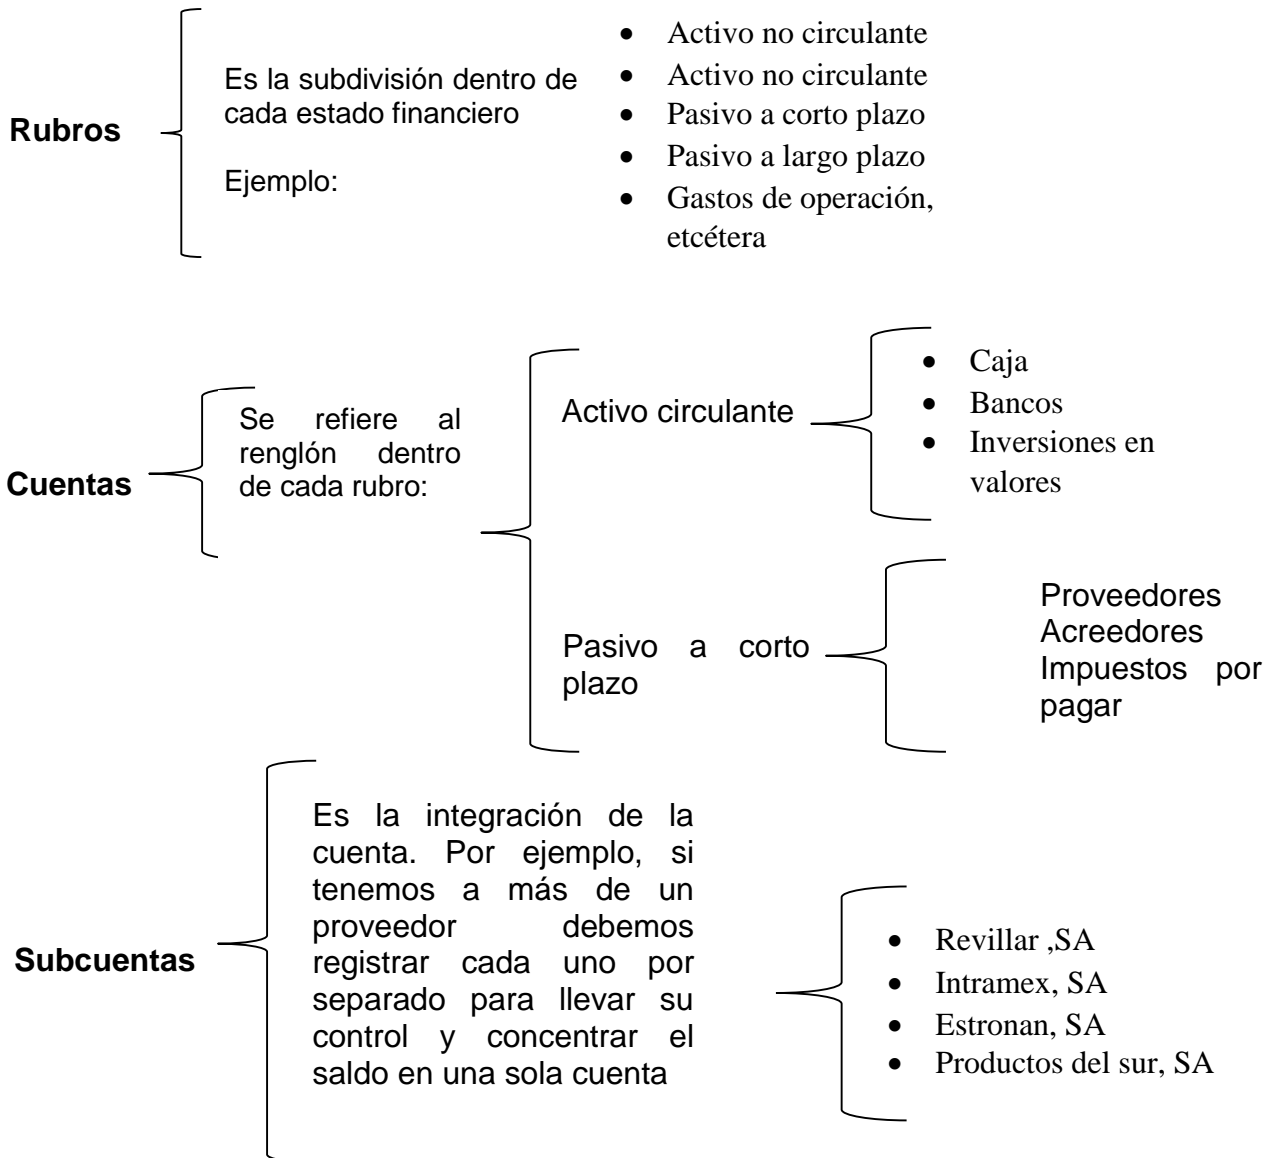 Rubros
Es la subdivisión dentro de
cada estado financiero
Ejemplo:
• Activo no circulante
• Activo no circulante
• Pasivo a corto plazo
• Pasivo a largo plazo
• Gastos de operación,
etcétera
Cuentas
Se refiere al
renglón dentro
de cada rubro:
Activo circulante
• Caja
• Bancos
• Inversiones en
valores
Pasivo a corto
plazo
Proveedores
Acreedores
Impuestos por
pagar
Subcuentas
Es la integración de la
cuenta. Por ejemplo, si
tenemos a más de un
proveedor debemos
registrar cada uno por
separado para llevar su
control y concentrar el
saldo en una sola cuenta
• Revillar ,SA
• Intramex, SA
• Estronan, SA
• Productos del sur, SA